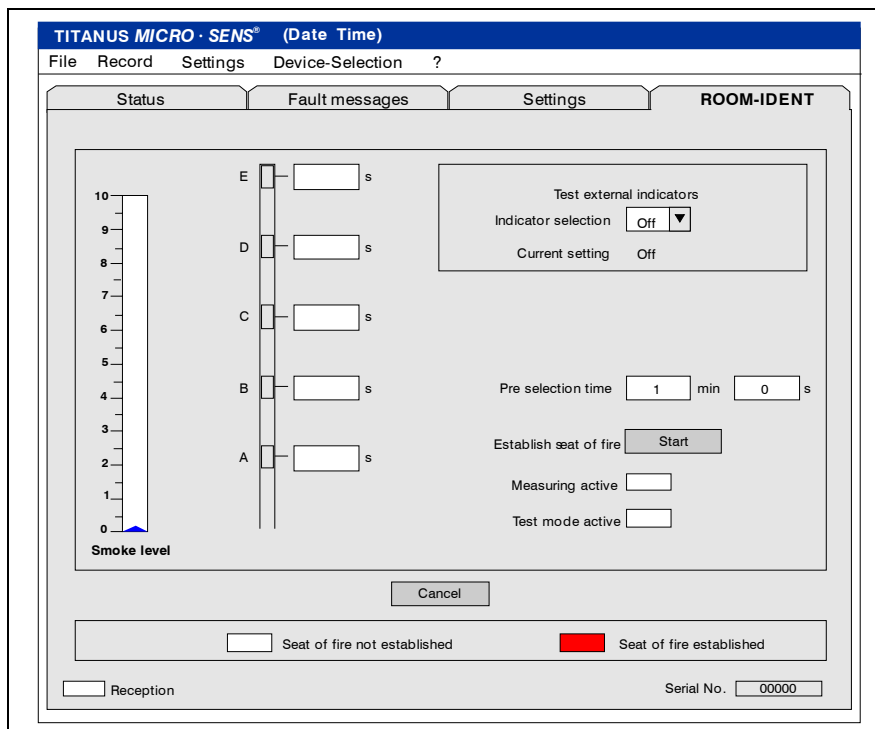 TITANUS MICRO · SENS® (Date Time)
File Record Settings Device-Selection ?
Status Fault messages Settings ROOM-IDENT
10
9
8
7
6
5
4
3
2
1
0
Smoke level
E s
D s
C s
B s
A s
Test external indicators
Indicator selection Off
Current setting Off
Pre selection time 1 min 0 s
Establish seat of fire Start
Measuring active
Test mode active
Cancel
Seat of fire not established Seat of fire established
Reception Serial No. 00000